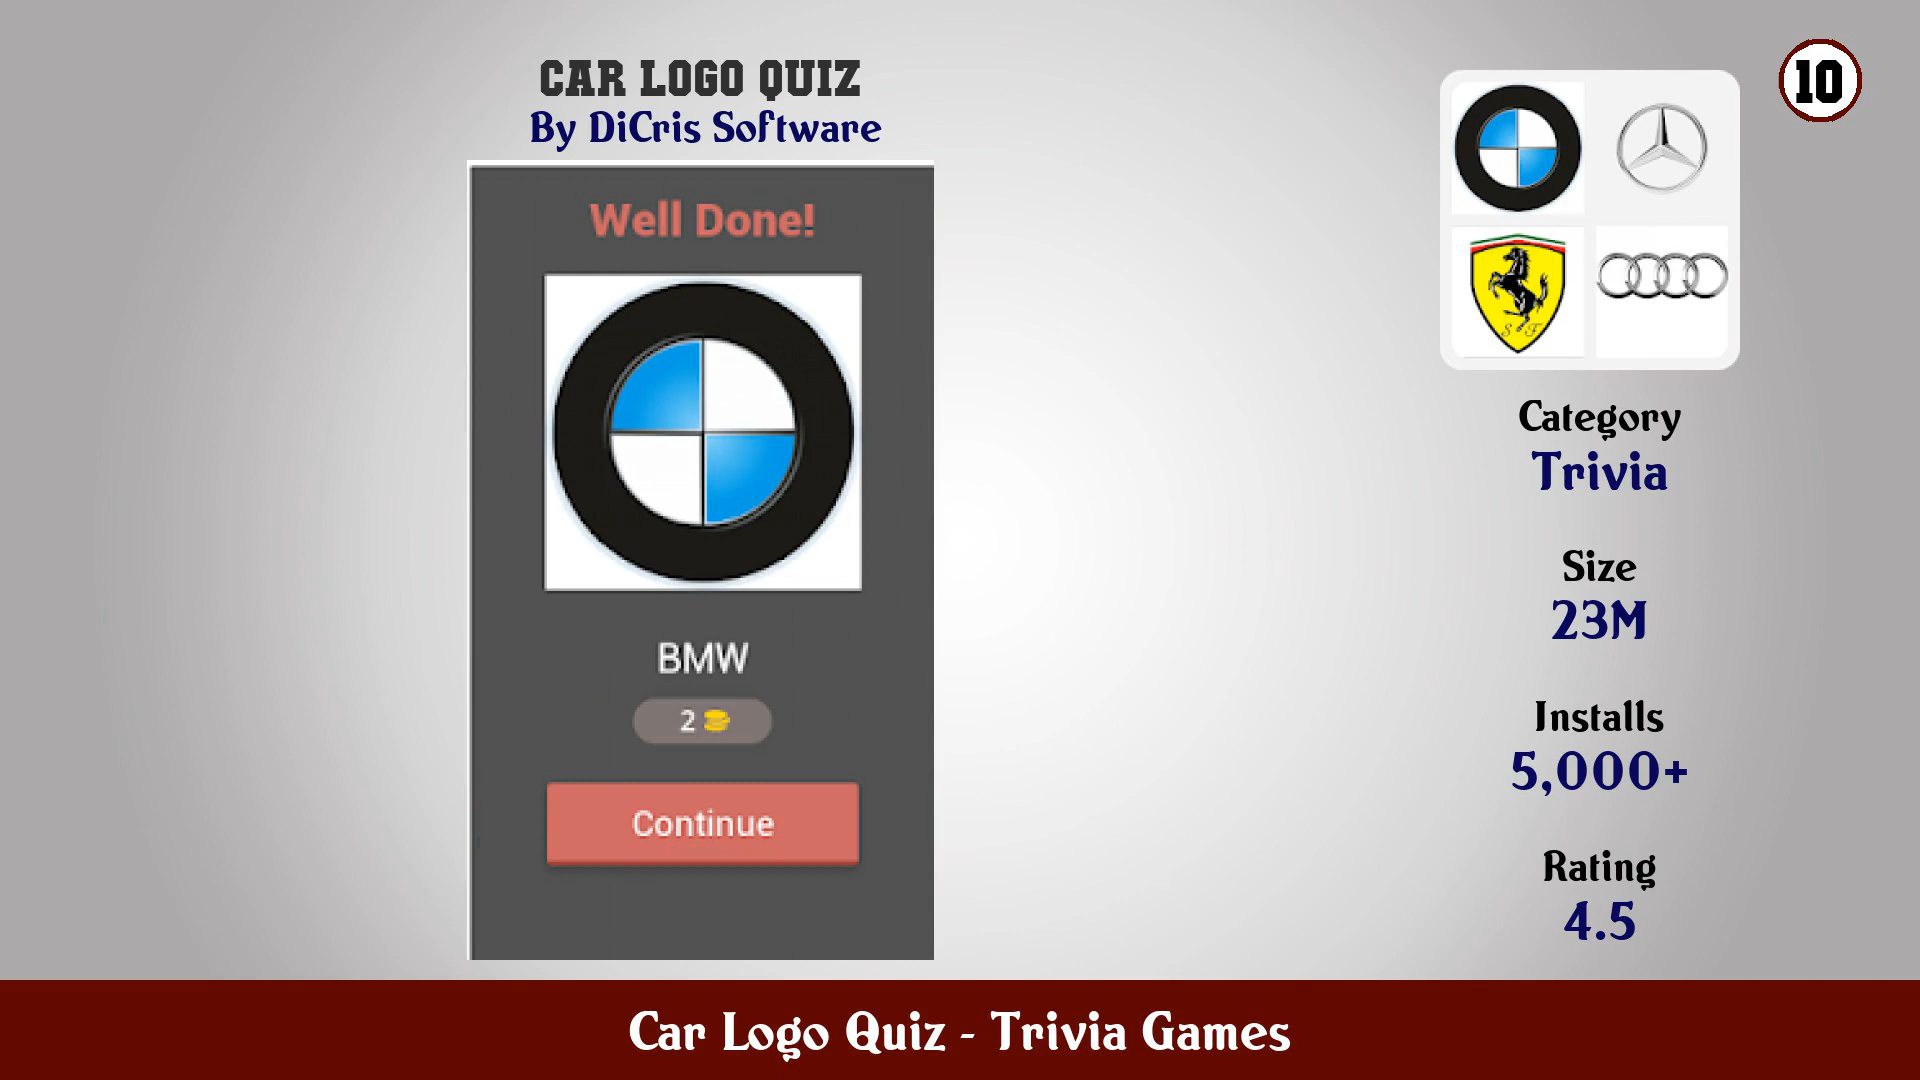 CAR LOGO QUIZ
By DiCris Software
Well Done!
BMW
2
Continue
10
S F
Category
Trivia
Size
23M
Installs
5,000+
Rating
4.5
Car Logo Quiz - Trivia Games